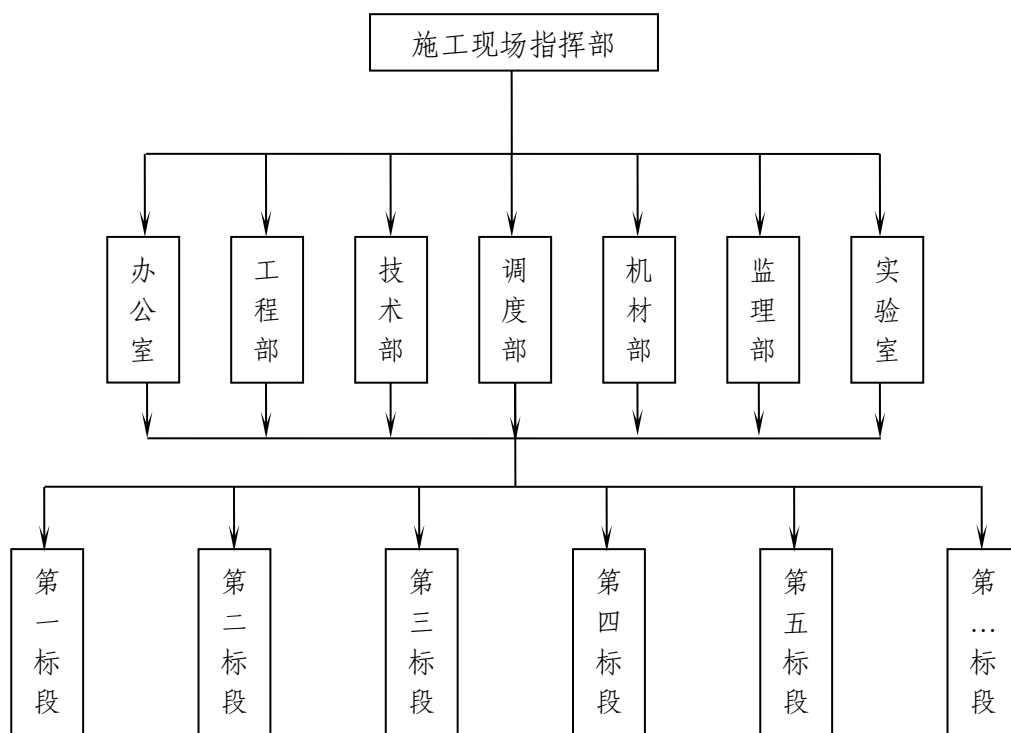 施工现场指挥部
办公室
工程部
技术部
调度部
机材部
监理部
实验室
第一标段
第二标段
第三标段
第四标段
第五标段
第…标段